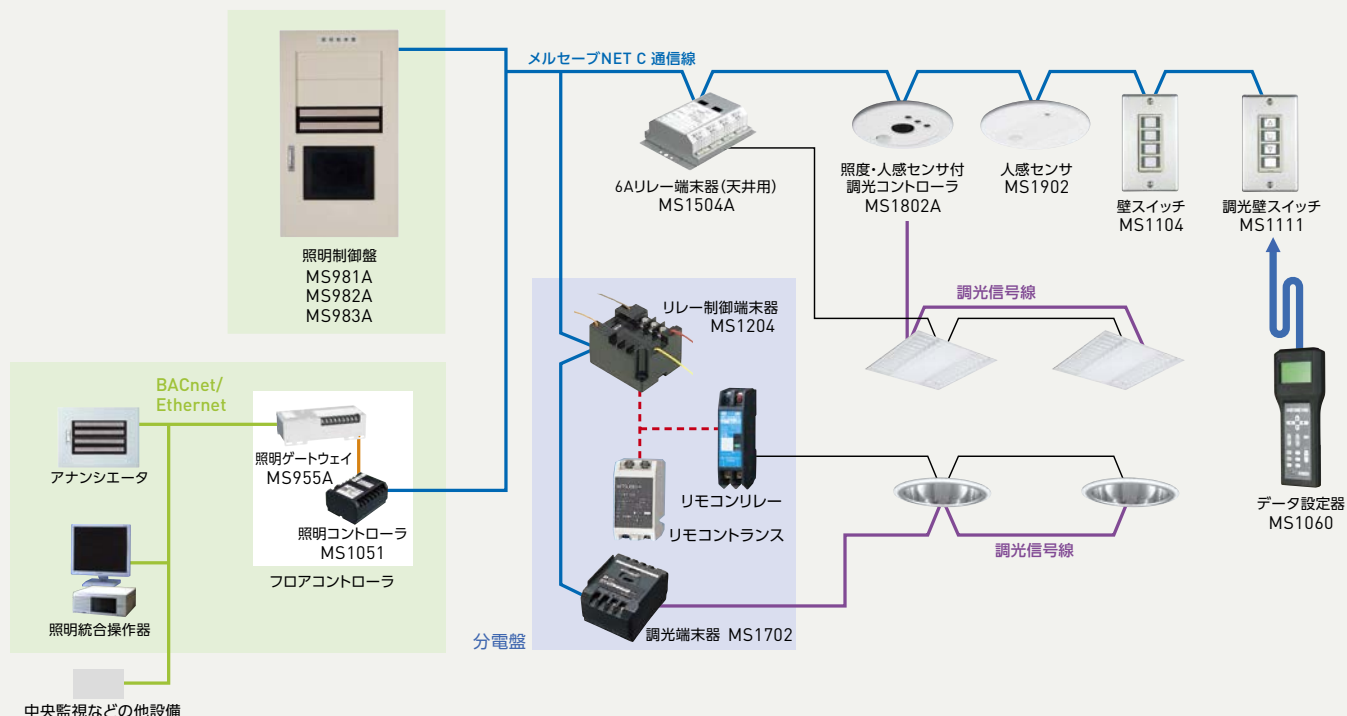 照明制御盤
MS981A
MS982A
MS983A
メルセーブNET C 通信線
6Aリレー端末器(天井用)
MS1504A
照度・人感センサ付
調光コントローラ
MS1802A
人感センサ
MS1902
壁スイッチ
MS1104
調光壁スイッチ
MS1111
リレー制御端末器
MS1204
調光信号線
BACnet/
Ethernet
アナンシエータ
照明ゲートウェイ
MS955A
照明コントローラ
MS1051
フロアコントローラ
照明統合操作器
中央監視などの他設備
リモコンリレー
リモコントランス
調光信号線
データ設定器
MS1060
分電盤
調光端末器 MS1702